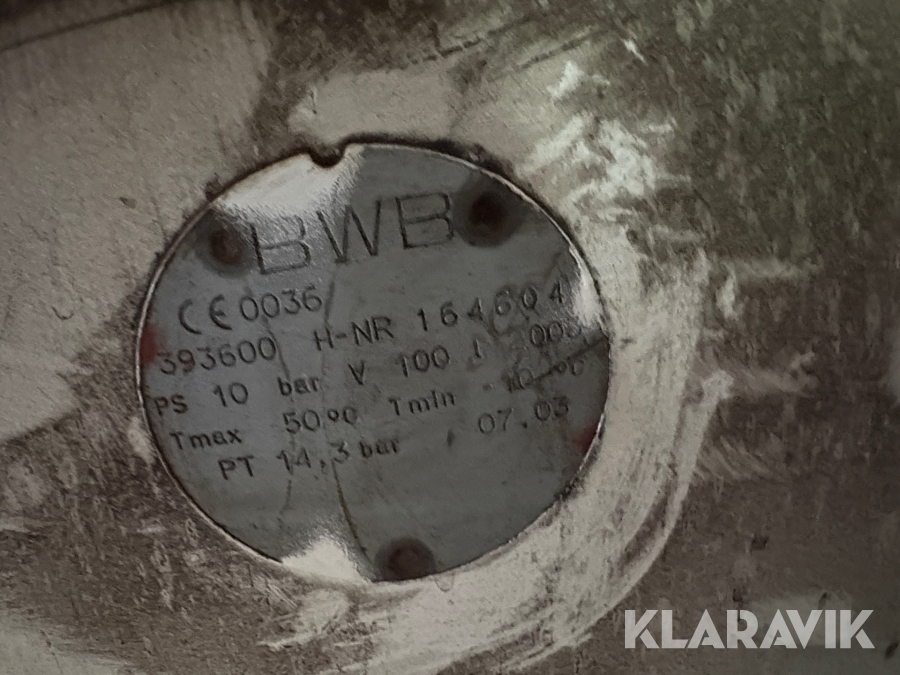 BWB
CE 0036
393600 H-NR 164604
PS 10 bar V 100 l
Tmax 50°C Tmin
PT 14,3 bar 07.03
KLARAVIK